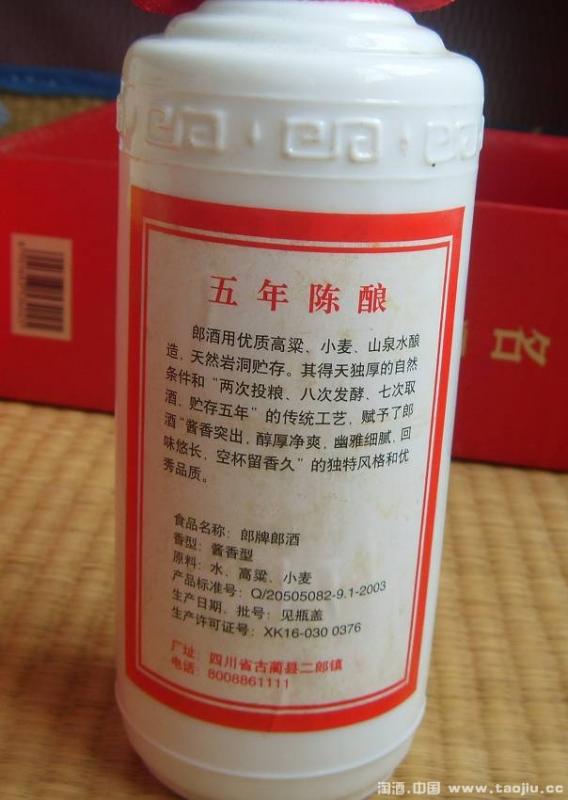 五年陈酿
郎酒用优质高粱、小麦、山泉水酿
造，天然岩洞贮存。其得天独厚的自然
条件和“两次投粮、八次发酵、七次取
酒、贮存五年”的传统工艺，赋予了郎
酒“酱香突出，醇厚净爽，幽雅细腻，回
味悠长，空杯留香久”的独特风格和优
秀品质。
食品名称：郎牌郎酒
香型：酱香型
原料：水、高粱、小麦
产品标准号：Q/20505082-9.1-2003
生产日期、批号：见瓶盖
生产许可证号：XK16-030 0376
厂址：四川省古蔺县二郎镇
电话：8008861111
名
淘酒.中国 www.taojiu.cc